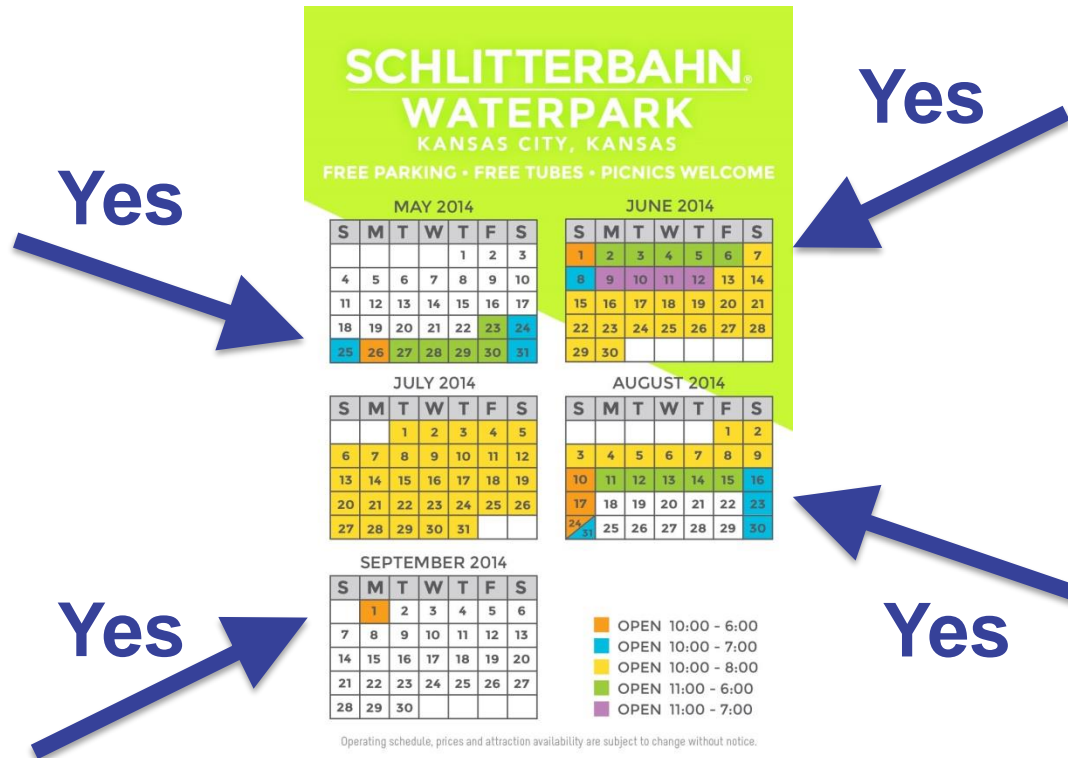 SCHLITTERBAHN®
WATERPARK
KANSAS CITY, KANSAS
FREE PARKING • FREE TUBES • PICNICS WELCOME
Yes
Yes
MAY 2014
S M T W T F S
1 2 3
4 5 6 7 8 9 10
11 12 13 14 15 16 17
18 19 20 21 22 23 24
25 26 27 28 29 30 31
JUNE 2014
S M T W T F S
1 2 3 4 5 6 7
8 9 10 11 12 13 14
15 16 17 18 19 20 21
22 23 24 25 26 27 28
29 30
JULY 2014
S M T W T F S
1 2 3 4 5
6 7 8 9 10 11 12
13 14 15 16 17 18 19
20 21 22 23 24 25 26
27 28 29 30 31
AUGUST 2014
S M T W T F S
1 2
3 4 5 6 7 8 9
10 11 12 13 14 15 16
17 18 19 20 21 22 23
24/31 25 26 27 28 29 30
SEPTEMBER 2014
S M T W T F S
1 2 3 4 5 6
7 8 9 10 11 12 13
14 15 16 17 18 19 20
21 22 23 24 25 26 27
28 29 30
Yes
Yes
OPEN 10:00 - 6:00
OPEN 10:00 - 7:00
OPEN 10:00 - 8:00
OPEN 11:00 - 6:00
OPEN 11:00 - 7:00
Operating schedule, prices and attraction availability are subject to change without notice.